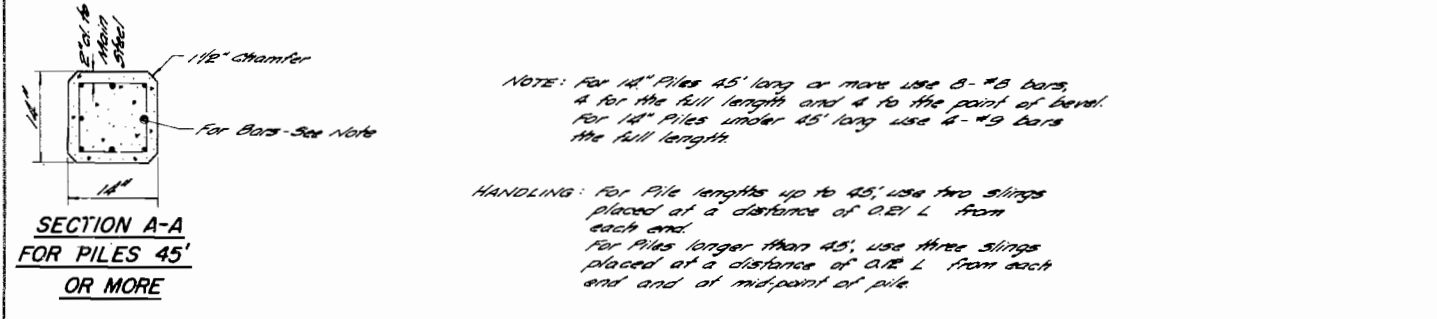 2" cl. to
Main
Steel
1 1/2" Chamfer
14"
For Bars-See Note
14"
SECTION A-A
FOR PILES 45'
OR MORE
NOTE: For 14" Piles 45' long or more use 8-#8 bars,
4 for the full length and 4 to the point of bevel.
For 14" Piles under 45' long use 4-#9 bars
the full length.
HANDLING: For Pile lengths up to 45', use two slings
placed at a distance of 0.21 L from
each end.
For Piles longer than 45', use three slings
placed at a distance of 0.12 L from each
end and at mid-point of pile.